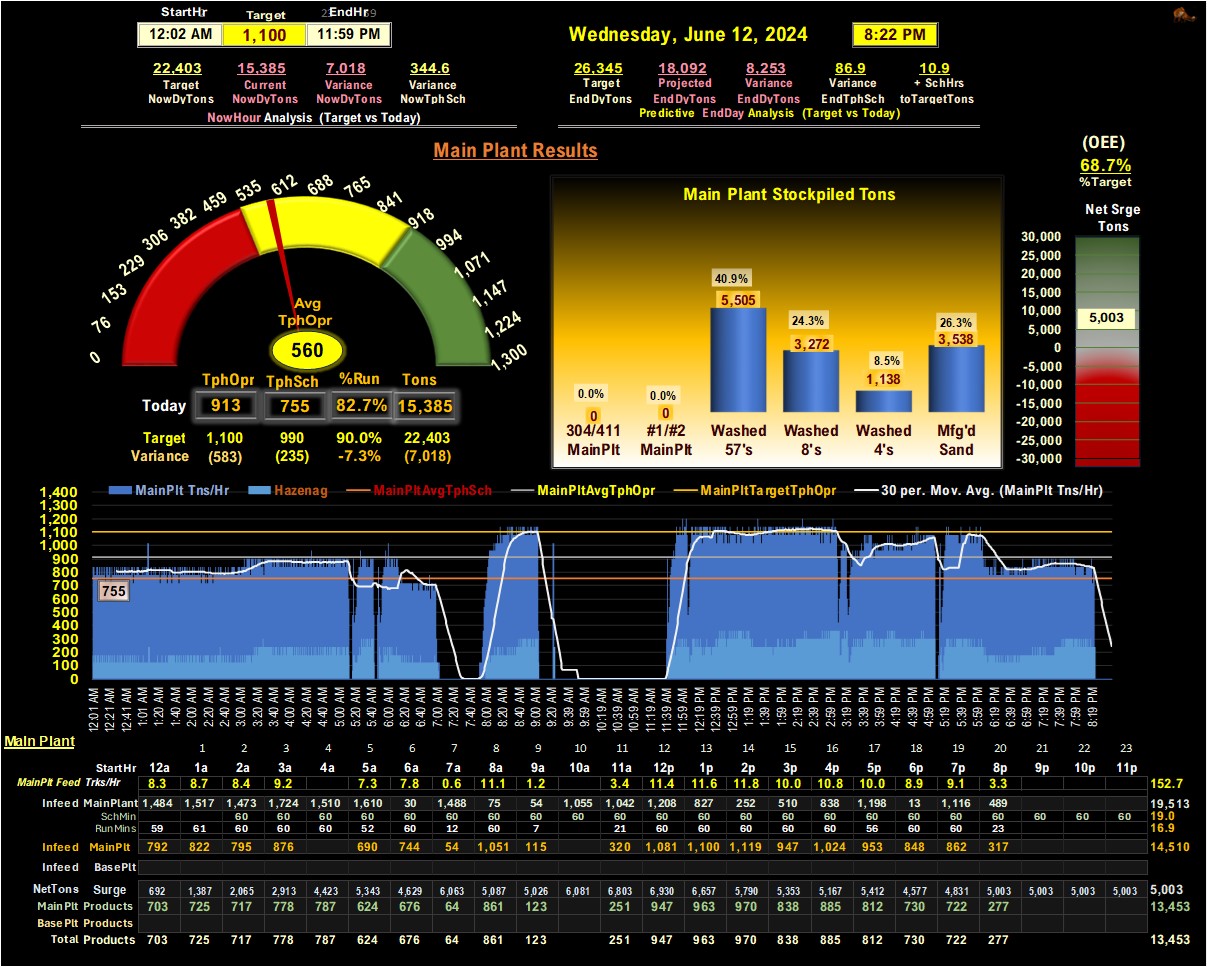 StartHr Target EndHr
12:02 AM 1,100 11:59 PM
Wednesday, June 12, 2024 8:22 PM
22,403 15,385 7,018 344.6
Target Current Variance Variance
NowDyTons NowDyTons NowDyTons NowTphSch
NowHour Analysis (Target vs Today)
26,345 18,092 8,253 86.9 10.9
Target Projected Variance Variance + SchHrs
EndDyTons EndDyTons EndDyTons EndTphSch toTargetTons
Predictive EndDay Analysis (Target vs Today)
Main Plant Results
(OEE)
68.7%
%Target
Net Srge
Tons
0 76 153 229 306 382 459 535 612 688 765 841 918 994 1,071 1,147 1,224 1,300
Avg
TphOpr
560
TphOpr TphSch %Run Tons
Today 913 755 82.7% 15,385
Target 1,100 990 90.0% 22,403
Variance (583) (235) -7.3% (7,018)
Main Plant Stockpiled Tons
0.0% 0.0% 40.9% 24.3% 8.5% 26.3%
0 0 5,505 3,272 1,138 3,538
304/411 #1/#2 Washed Washed Washed Mfg'd
MainPlt MainPlt 57's 8's 4's Sand
30,000
25,000
20,000
15,000
10,000
5,003
5,000
0
-5,000
-10,000
-15,000
-20,000
-25,000
-30,000
MainPlt Tns/Hr Hazenag MainPltAvgTphSch MainPltAvgTphOpr MainPltTargetTphOpr 30 per. Mov. Avg. (MainPlt Tns/Hr)
1,400
1,300
1,200
1,100
1,000
900
800
700
600
500
400
300
200
100
0
755
12:01 AM 12:21 AM 12:41 AM 1:01 AM 1:20 AM 1:40 AM 2:00 AM 2:20 AM 2:40 AM 3:00 AM 3:20 AM 3:40 AM 4:00 AM 4:20 AM 4:40 AM 5:00 AM 5:20 AM 5:40 AM 6:00 AM 6:20 AM 6:40 AM 7:00 AM 7:20 AM 7:40 AM 8:00 AM 8:20 AM 8:40 AM 9:00 AM 9:20 AM 9:39 AM 9:59 AM 10:19 AM 10:39 AM 10:59 AM 11:19 AM 11:39 AM 11:59 AM 12:19 PM 12:39 PM 12:59 PM 1:19 PM 1:39 PM 1:59 PM 2:19 PM 2:39 PM 2:59 PM 3:19 PM 3:39 PM 3:59 PM 4:19 PM 4:39 PM 4:59 PM 5:19 PM 5:39 PM 5:59 PM 6:19 PM 6:39 PM 6:59 PM 7:19 PM 7:39 PM 7:59 PM 8:19 PM
Main Plant
1 2 3 4 5 6 7 8 9 10 11 12 13 14 15 16 17 18 19 20 21 22 23
StartHr 12a 1a 2a 3a 4a 5a 6a 7a 8a 9a 10a 11a 12p 1p 2p 3p 4p 5p 6p 7p 8p 9p 10p 11p
MainPlt Feed Trks/Hr 8.3 8.7 8.4 9.2 7.3 7.8 0.6 11.1 1.2 3.4 11.4 11.6 11.8 10.0 10.8 10.0 8.9 9.1 3.3 152.7
Infeed MainPlant 1,484 1,517 1,473 1,724 1,510 1,610 30 1,488 75 54 1,055 1,042 1,208 827 252 510 838 1,198 13 1,116 489 19,513
SchMin 60 60 60 60 60 60 60 60 60 60 60 60 60 60 60 60 60 60 60 60 60 60 19.0
RunMins 59 61 60 60 60 52 60 12 60 7 21 60 60 60 60 60 56 60 60 23 16.9
Infeed MainPlt 792 822 795 876 690 744 54 1,051 115 320 1,081 1,100 1,119 947 1,024 953 848 862 317 14,510
Infeed BasePlt
NetTons Surge 692 1,387 2,065 2,913 4,423 5,343 4,629 6,063 5,087 5,026 6,081 6,803 6,930 6,657 5,790 5,353 5,167 5,412 4,577 4,831 5,003 5,003 5,003 5,003 5,003
MainPlt Products 703 725 717 778 787 624 676 64 861 123 251 947 963 970 838 885 812 730 722 277 13,453
BasePlt Products
Total Products 703 725 717 778 787 624 676 64 861 123 251 947 963 970 838 885 812 730 722 277 13,453